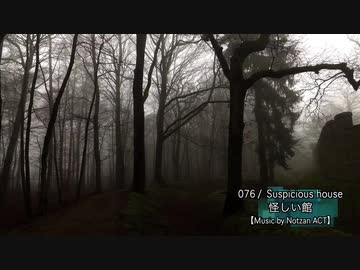 076 / Suspicious house
怪しい館
【Music by Notzan ACT】